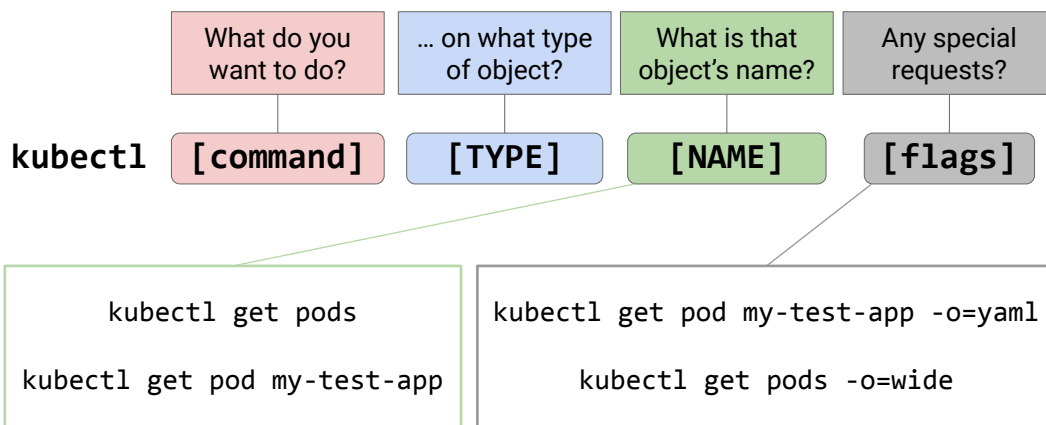 What do you
want to do?
… on what type
of object?
What is that
object's name?
Any special
requests?
kubectl [command] [TYPE] [NAME] [flags]
kubectl get pods
kubectl get pod my-test-app
kubectl get pod my-test-app -o=yaml
kubectl get pods -o=wide